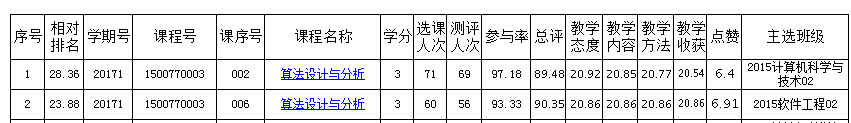 序号 相对排名 学期号 课程号 课序号 课程名称 学分 选课人次 测评人次 参与率 总评 教学态度 教学内容 教学方法 教学收获 点赞 主选班级
1 28.36 20171 1500770003 002 算法设计与分析 3 71 69 97.18 89.48 20.92 20.85 20.77 20.54 6.4 2015计算机科学与技术02
2 23.88 20171 1500770003 006 算法设计与分析 3 60 56 93.33 90.35 20.86 20.86 20.86 20.86 6.91 2015软件工程02